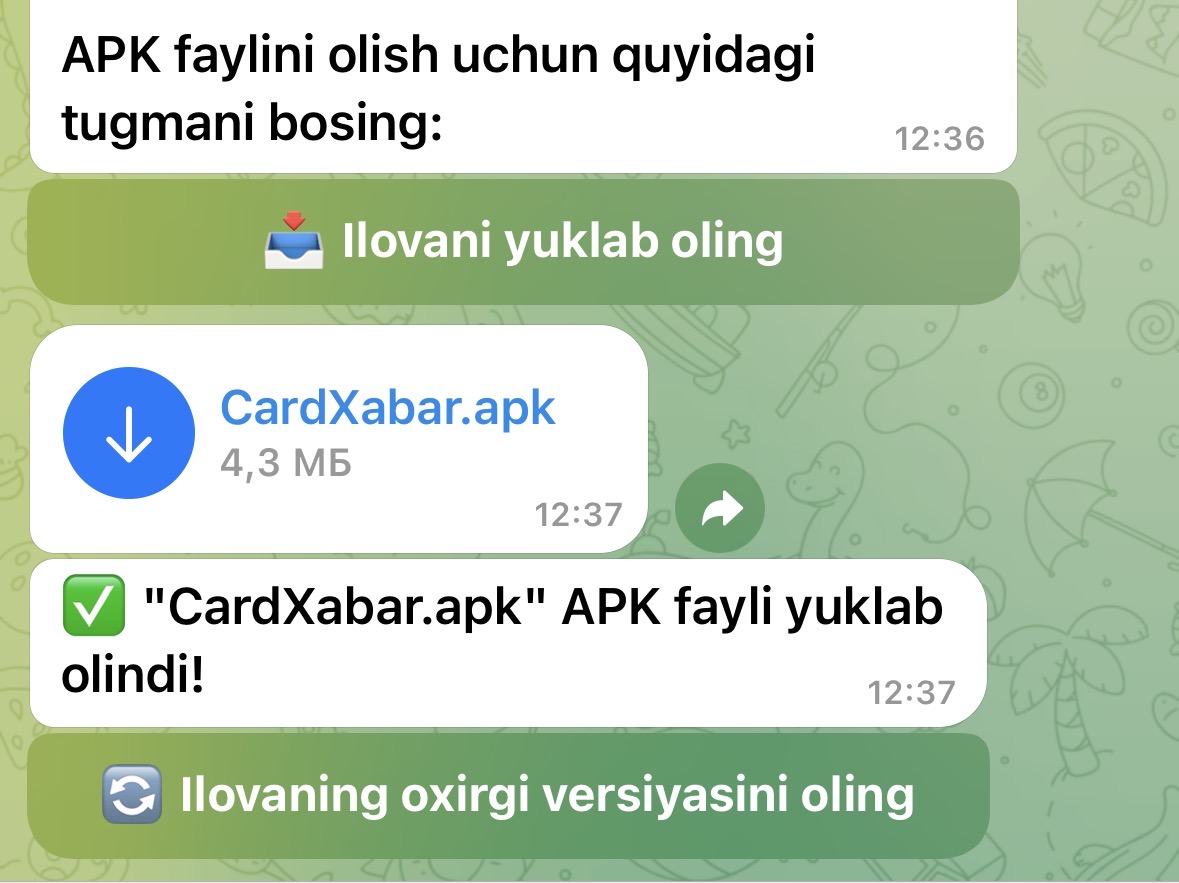 APK faylini olish uchun quyidagi
tugmani bosing:
12:36
📥 Ilovani yuklab oling
CardXabar.apk
4,3 МБ
12:37
✅ "CardXabar.apk" APK fayli yuklab
olindi!
12:37
🔄 Ilovaning oxirgi versiyasini oling